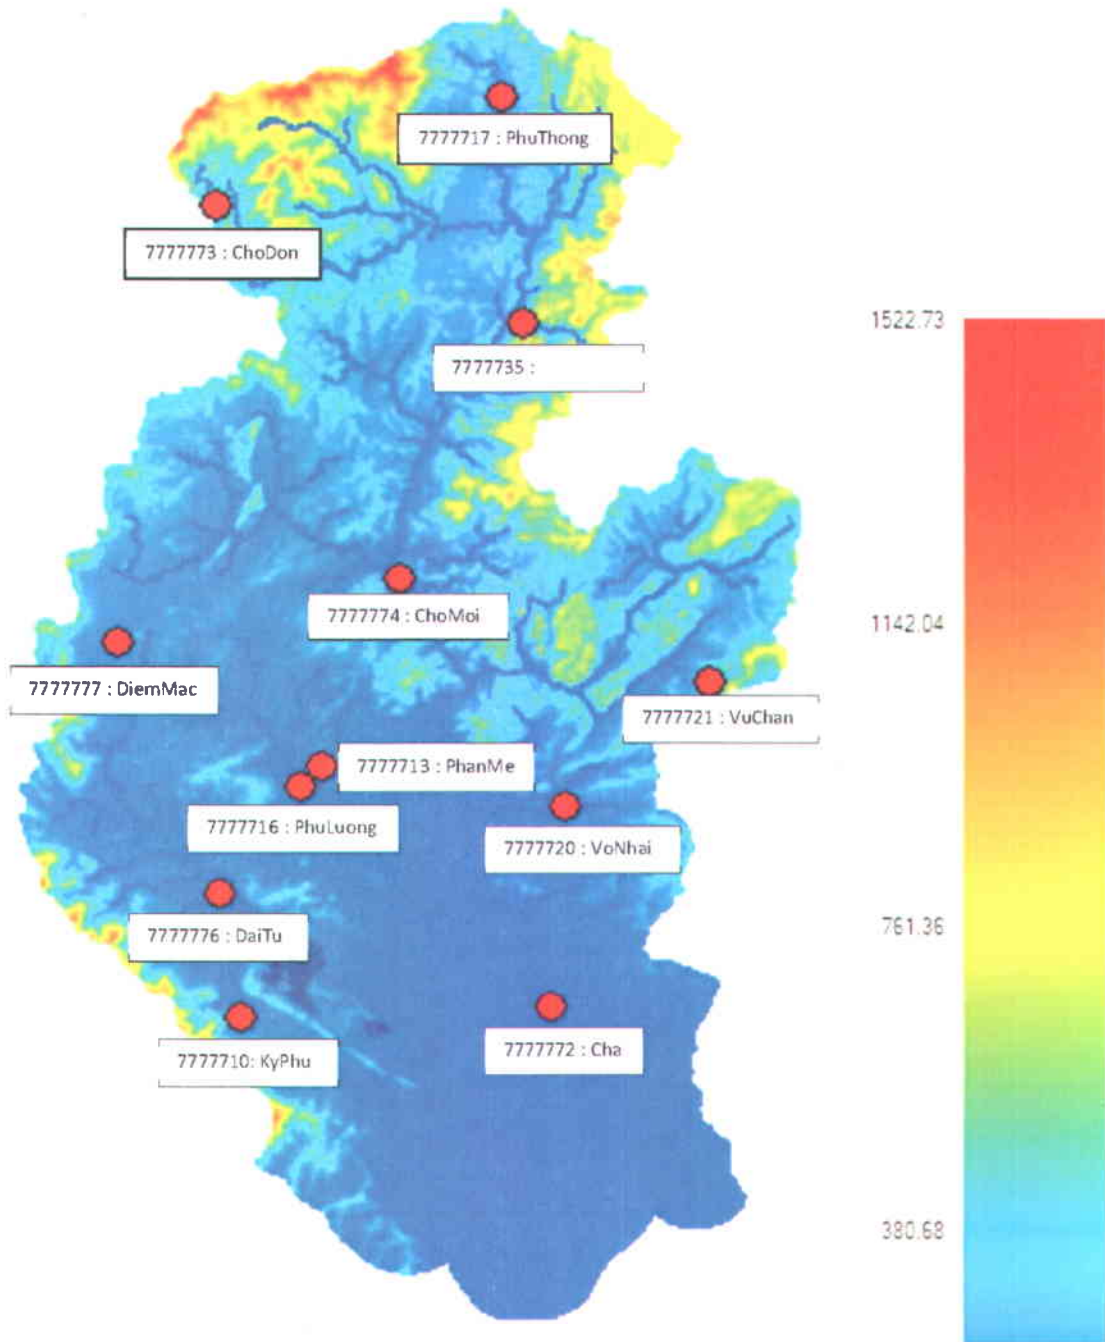 7777717 : PhuThong
7777773 : ChoDon
1522.73
7777735 :
7777774 : ChoMoi
1142.04
7777777 : DiemMac
7777721 : VuChan
7777713 : PhanMe
7777716 : PhuLuong
7777720 : VoNhai
7777776 : DaiTu
761.36
7777710: KyPhu
7777772 : Cha
380.68